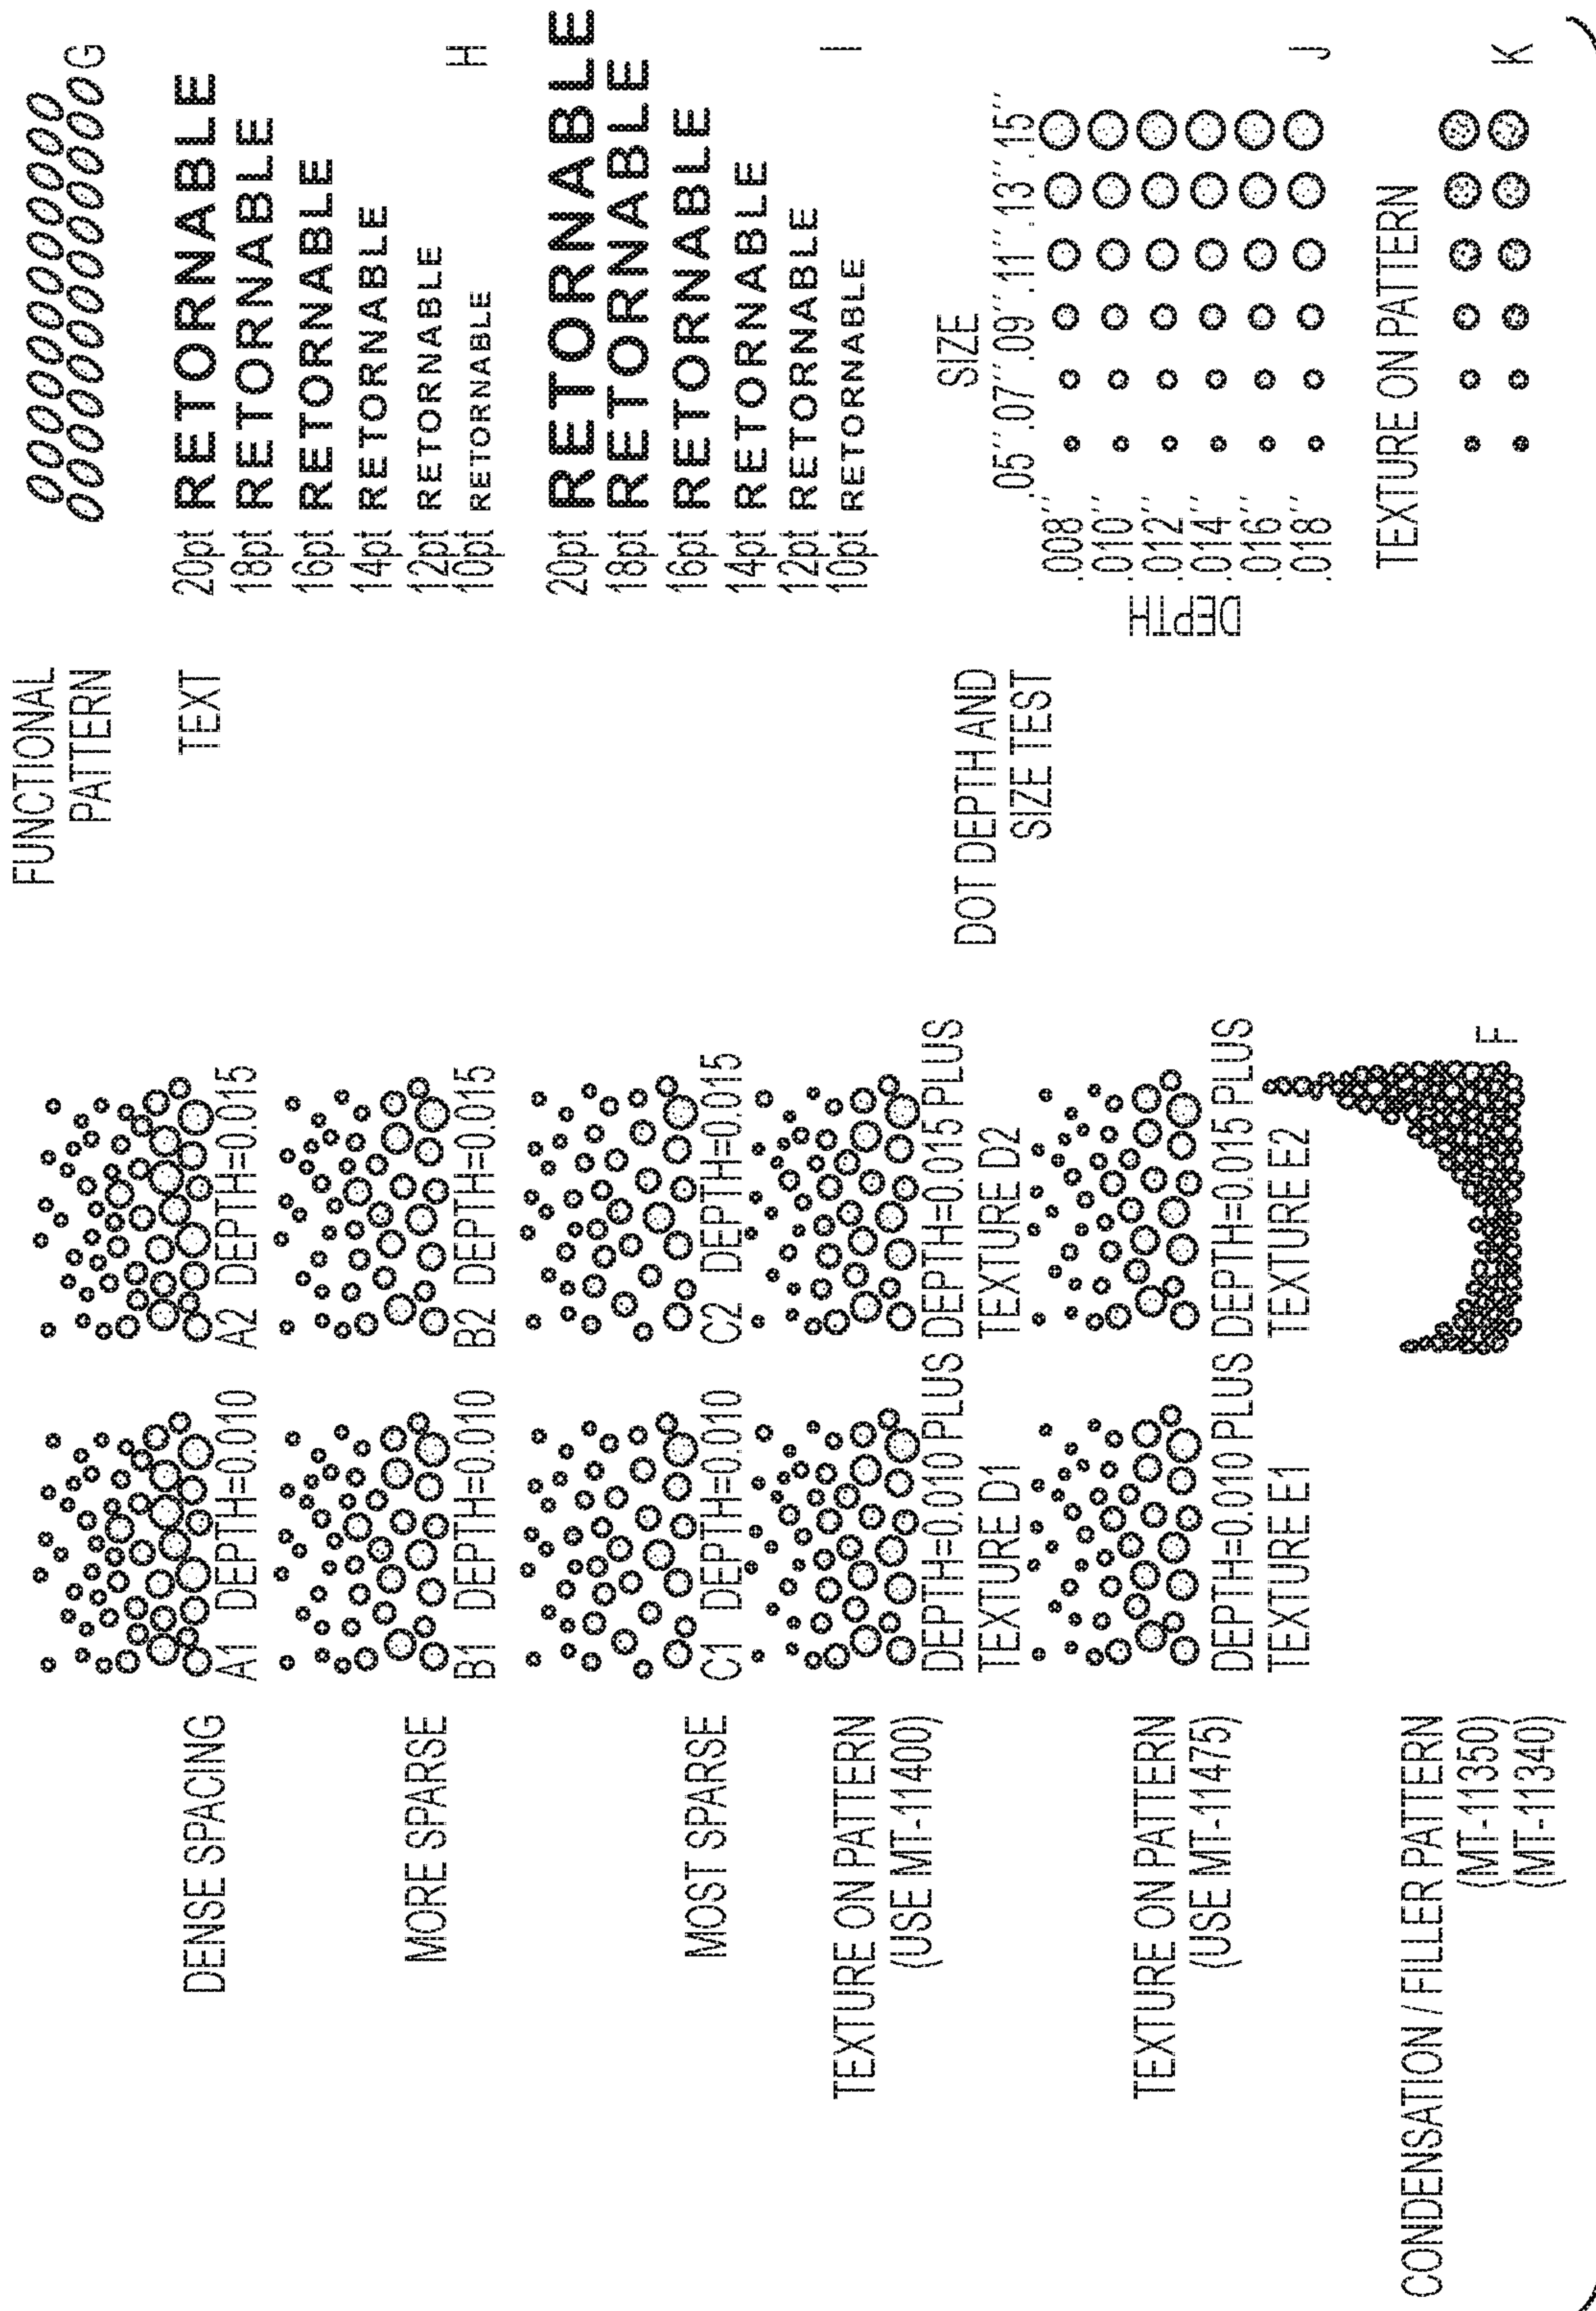 DENSE SPACING
A1 DEPTH=0.010
A2 DEPTH=0.015
MORE SPARSE
B1 DEPTH=0.010
B2 DEPTH=0.015
MOST SPARSE
C1 DEPTH=0.010
C2 DEPTH=0.015
TEXTURE ON PATTERN
(USE MT-11400)
DEPTH=0.010 PLUS
TEXTURE D1
DEPTH=0.015 PLUS
TEXTURE D2
TEXTURE ON PATTERN
(USE MT-11475)
DEPTH=0.010 PLUS
TEXTURE E1
DEPTH=0.015 PLUS
TEXTURE E2
CONDENSATION / FILLER PATTERN
(MT-11350)
(MT-11340)
F
FUNCTIONAL
PATTERN
G
TEXT
20pt RETORNABLE
18pt RETORNABLE
16pt RETORNABLE
14pt RETORNABLE
12pt RETORNABLE
10pt RETORNABLE
H
20pt RETORNABLE
18pt RETORNABLE
16pt RETORNABLE
14pt RETORNABLE
12pt RETORNABLE
10pt RETORNABLE
I
DOT DEPTH AND
SIZE TEST
SIZE
.05´´.07´´.09´´.11´´.13´´.15´´
DEPTH
.008´´
.010´´
.012´´
.014´´
.016´´
.018´´
J
TEXTURE ON PATTERN
K